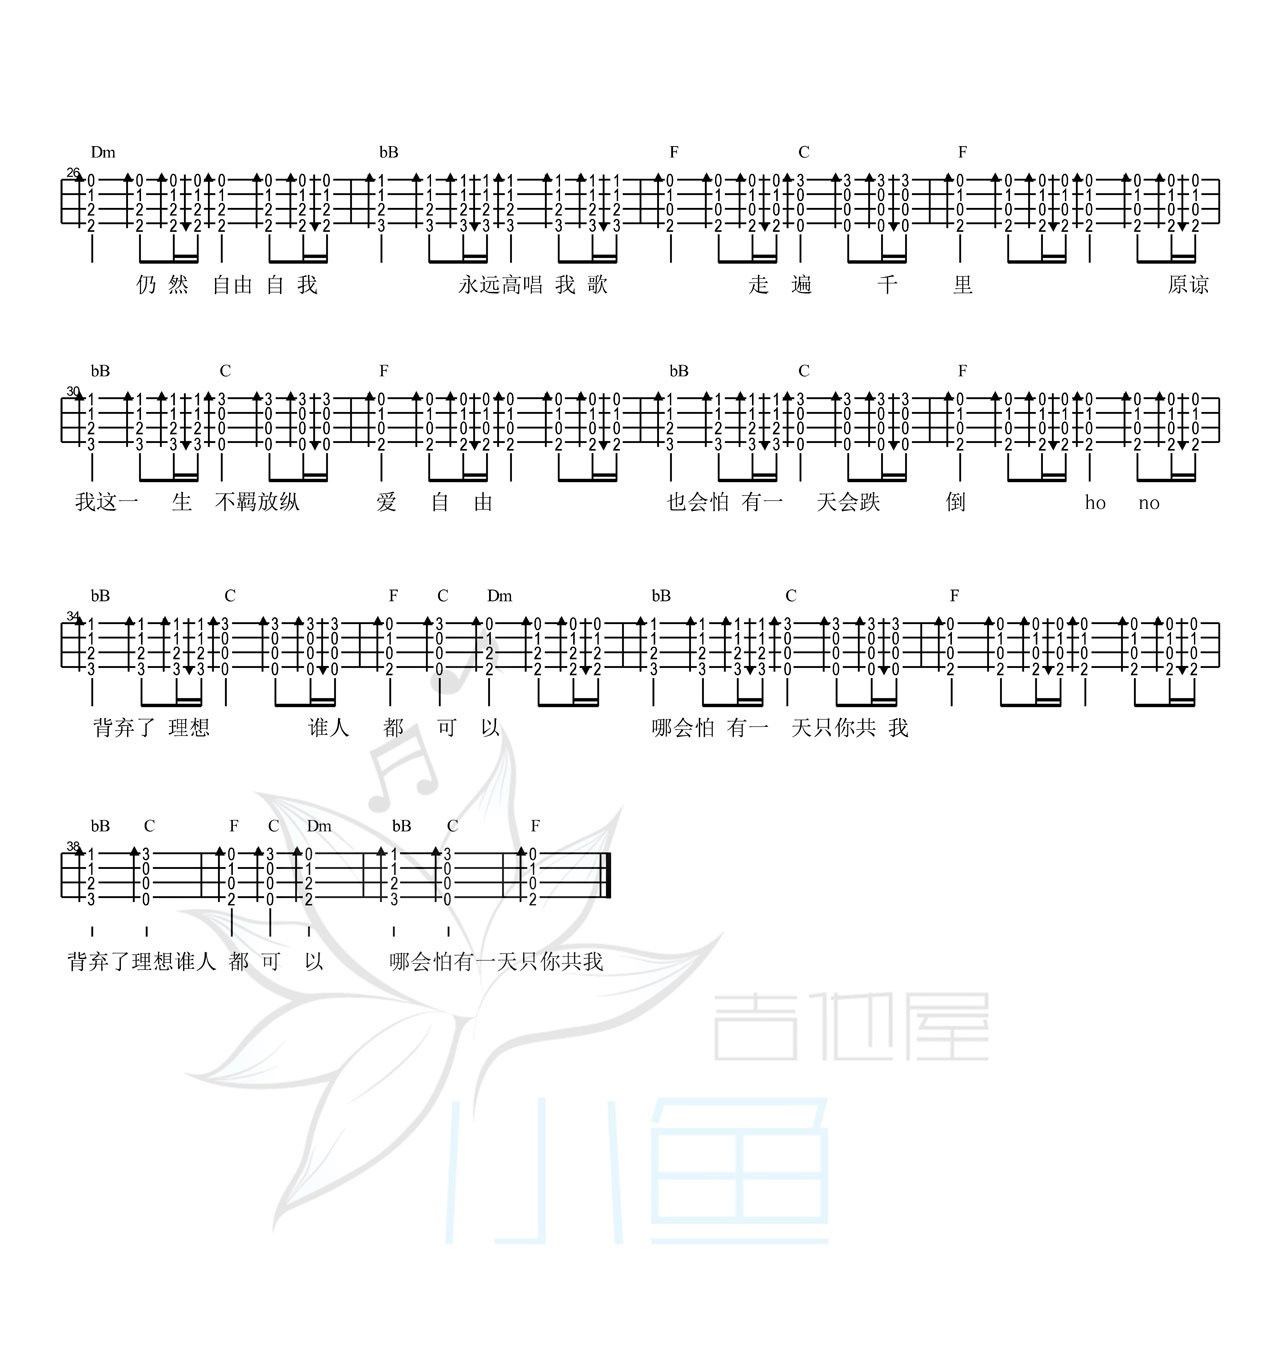 Dm bB F C F
26
仍然 自由自我 永远高唱我歌 走遍千里 原谅
bB C F bB C F
30
我这一生 不羁放纵 爱自由 也会怕有一 天会跌倒 ho no
bB C F C Dm bB C F
34
背弃了理想 谁人都可以 哪会怕有一 天只你共我
bB C F C Dm bB C F
38
背弃了理想谁人都可以 哪会怕有一天只你共我
吉他屋
小鱼